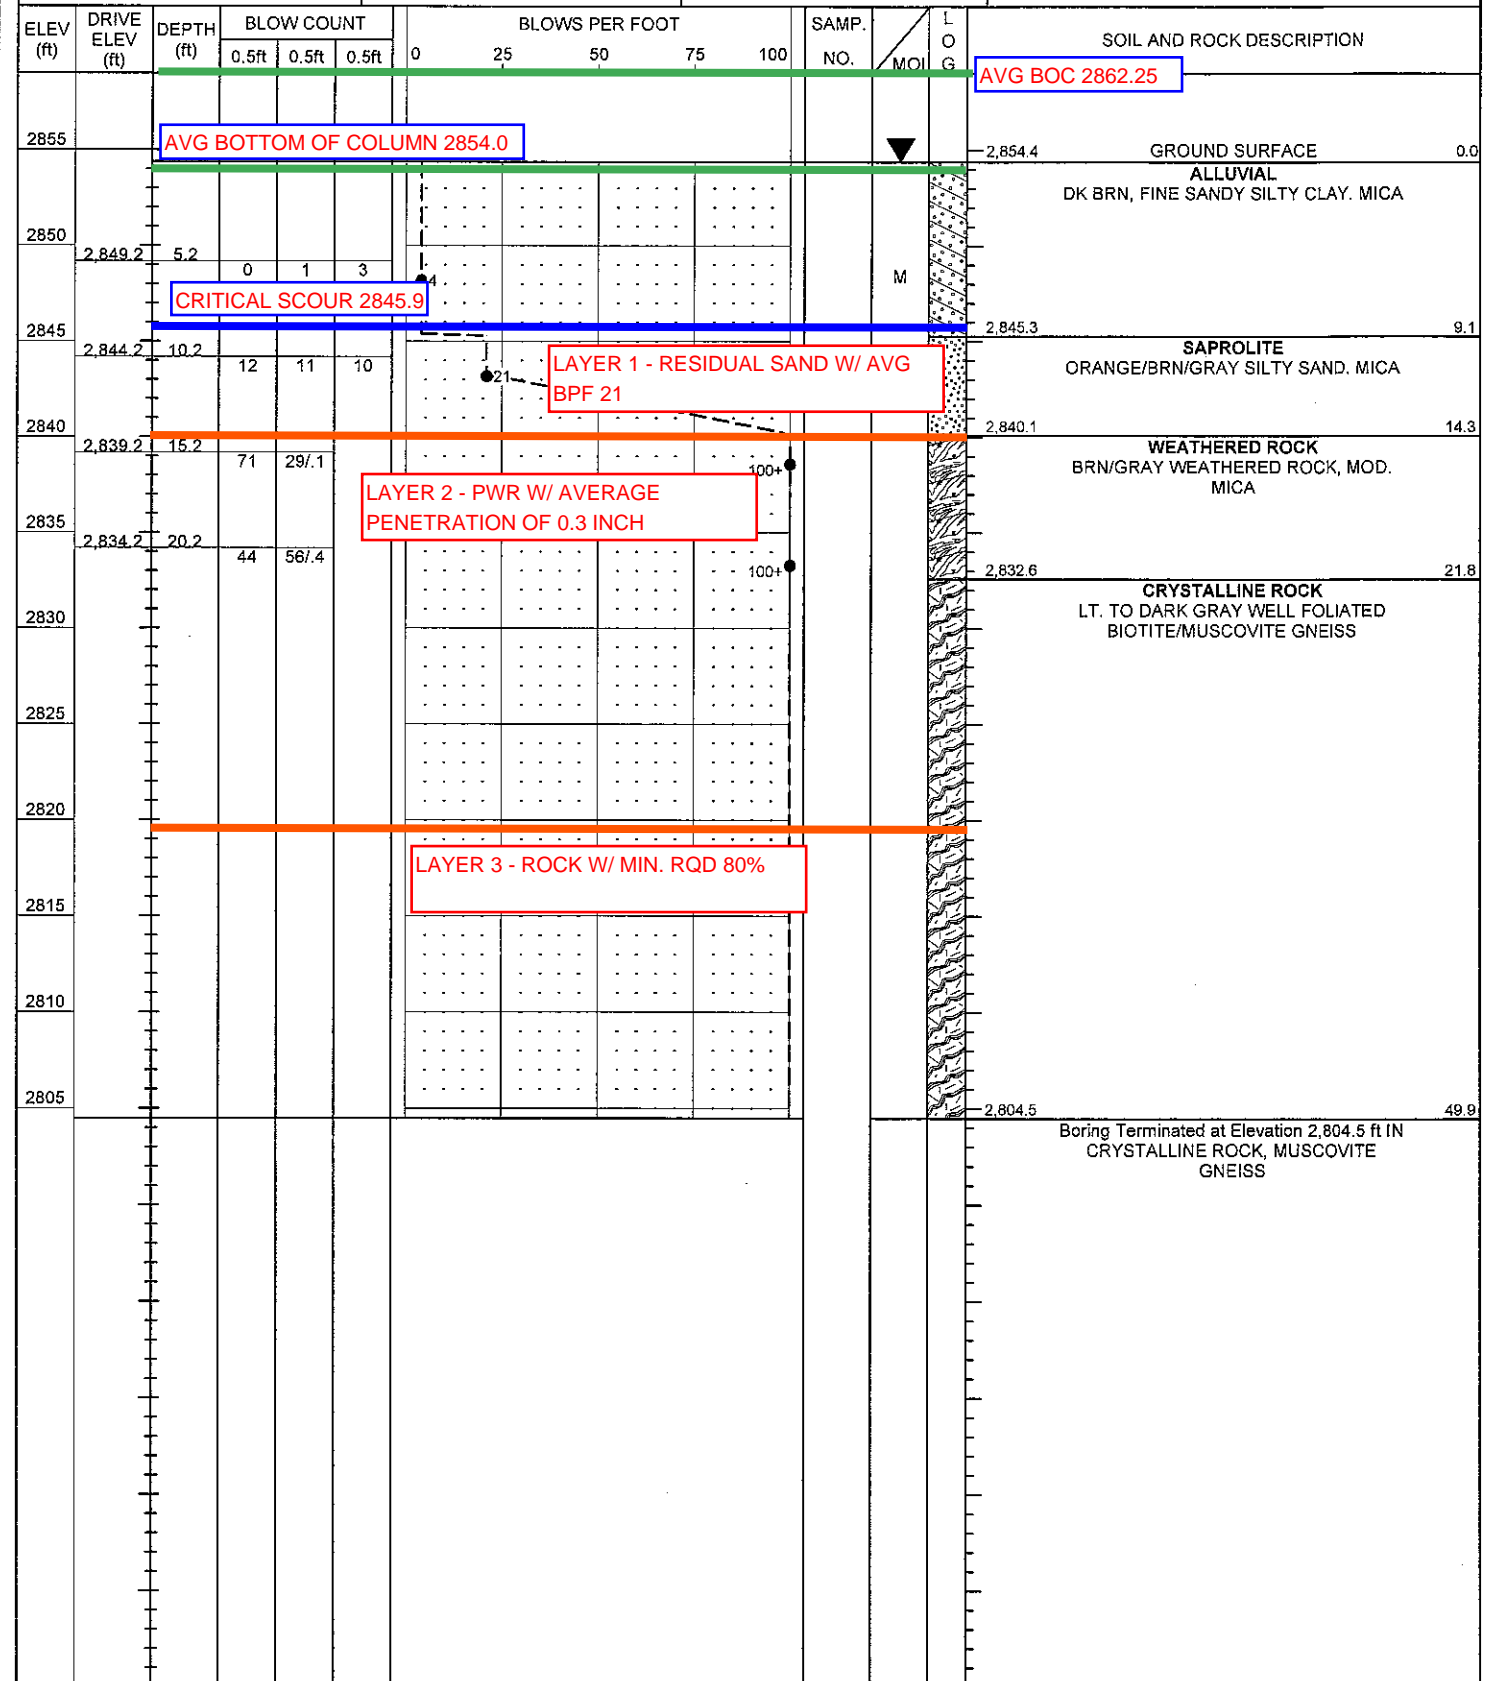 ELEV (ft) DRIVE ELEV (ft) DEPTH (ft) BLOW COUNT BLOWS PER FOOT SAMP. NO. MOI LOG SOIL AND ROCK DESCRIPTION
0.5ft 0.5ft 0.5ft 0 25 50 75 100
AVG BOC 2862.25
2855
AVG BOTTOM OF COLUMN 2854.0
2,854.4 GROUND SURFACE 0.0
ALLUVIAL
DK BRN, FINE SANDY SILTY CLAY. MICA
2850
2,849.2 5.2
0 1 3
4
M
CRITICAL SCOUR 2845.9
2845
2,845.3 9.1
2,844.2 10.2
12 11 10
21
LAYER 1 - RESIDUAL SAND W/ AVG
BPF 21
SAPROLITE
ORANGE/BRN/GRAY SILTY SAND. MICA
2840
2,840.1 14.3
2,839.2 15.2
71 29/.1
100+
WEATHERED ROCK
BRN/GRAY WEATHERED ROCK, MOD.
MICA
LAYER 2 - PWR W/ AVERAGE
PENETRATION OF 0.3 INCH
2835
2,834.2 20.2
44 56/.4
100+
2,832.6 21.8
CRYSTALLINE ROCK
LT. TO DARK GRAY WELL FOLIATED
BIOTITE/MUSCOVITE GNEISS
2830
2825
2820
LAYER 3 - ROCK W/ MIN. RQD 80%
2815
2810
2805
2,804.5 49.9
Boring Terminated at Elevation 2,804.5 ft IN
CRYSTALLINE ROCK, MUSCOVITE
GNEISS